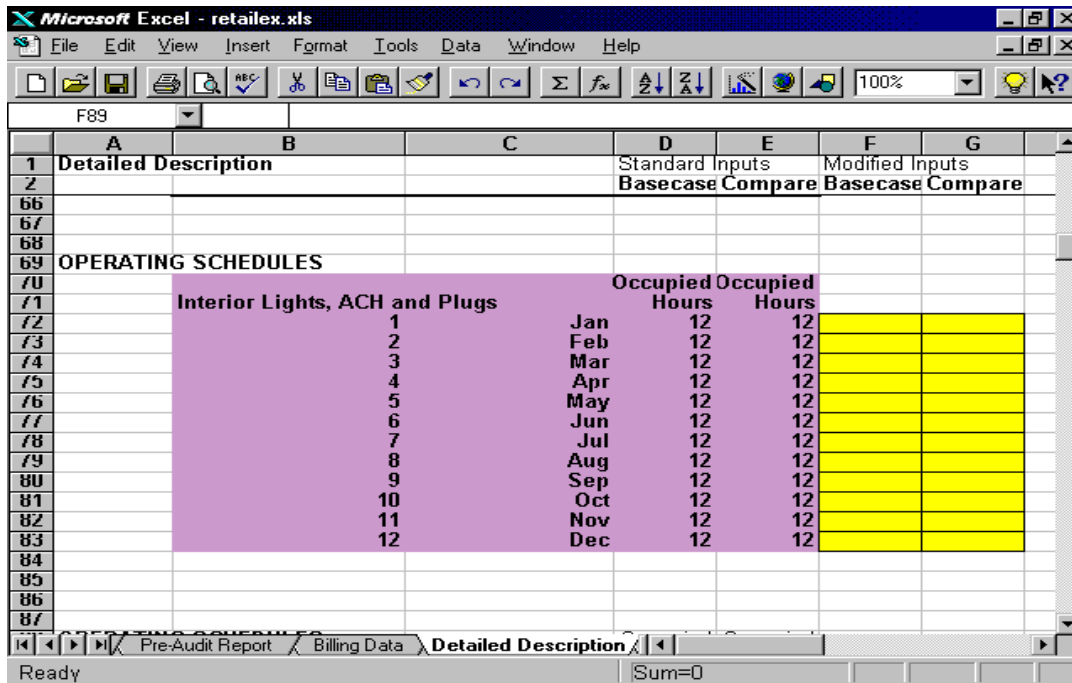 Microsoft Excel - retailex.xls
File Edit View Insert Format Tools Data Window Help
100%
F89
A B C D E F G
1 Detailed Description Standard Inputs Modified Inputs
2 Basecase Compare Basecase Compare
66
67
68
69 OPERATING SCHEDULES
70 Occupied Occupied
71 Interior Lights, ACH and Plugs Hours Hours
72 1 Jan 12 12
73 2 Feb 12 12
74 3 Mar 12 12
75 4 Apr 12 12
76 5 May 12 12
77 6 Jun 12 12
78 7 Jul 12 12
79 8 Aug 12 12
80 9 Sep 12 12
81 10 Oct 12 12
82 11 Nov 12 12
83 12 Dec 12 12
84
85
86
87
Pre-Audit Report Billing Data Detailed Description
Ready Sum=0